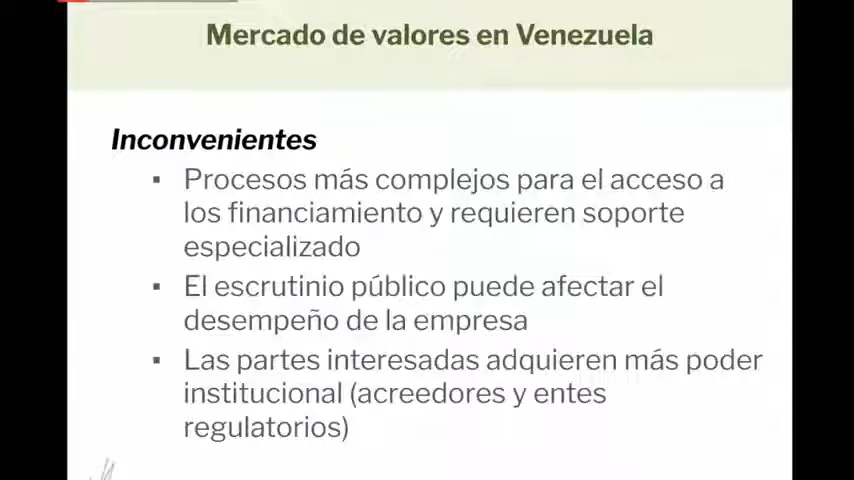 Mercado de valores en Venezuela
Inconvenientes
▪ Procesos más complejos para el acceso a
los financiamiento y requieren soporte
especializado
▪ El escrutinio público puede afectar el
desempeño de la empresa
▪ Las partes interesadas adquieren más poder
institucional (acreedores y entes
regulatorios)